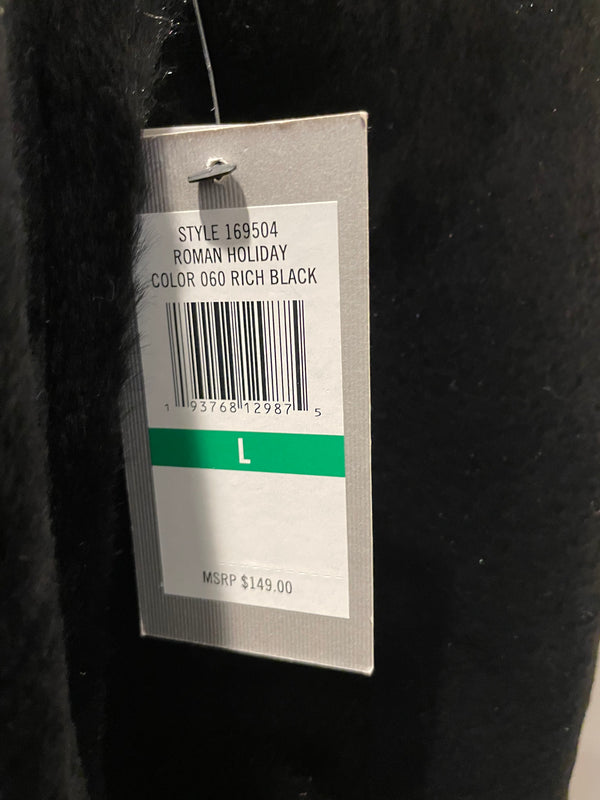 STYLE 169504
ROMAN HOLIDAY
COLOR 060 RICH BLACK
1 93768 12987 5
L
MSRP $149.00